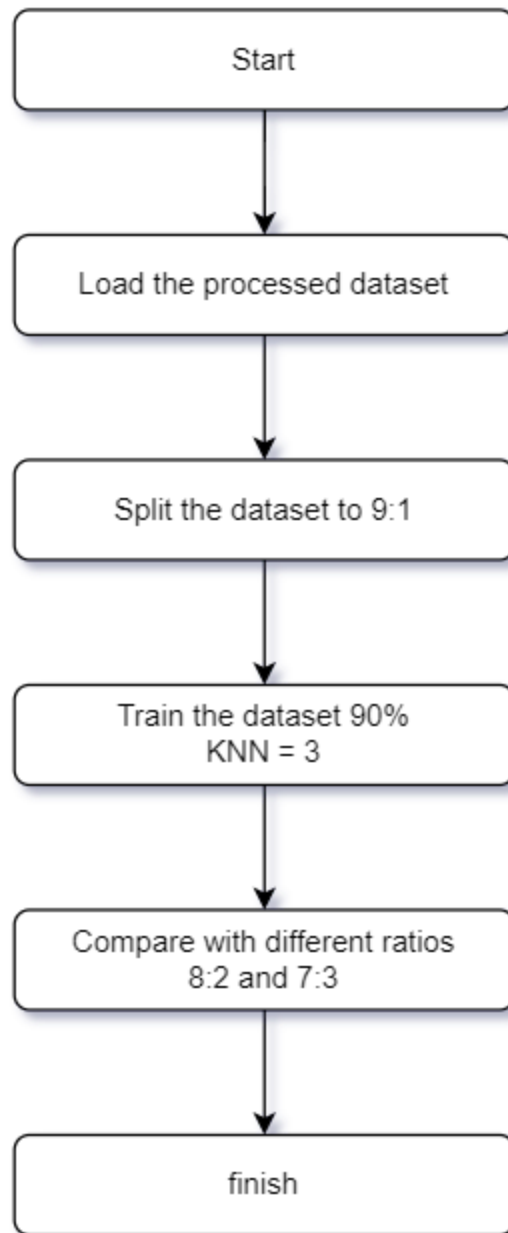 Start
Load the processed dataset
Split the dataset to 9:1
Train the dataset 90%
KNN = 3
Compare with different ratios
8:2 and 7:3
finish